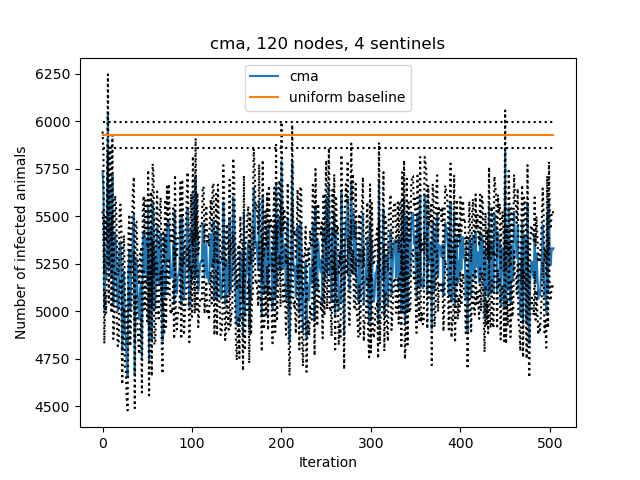 cma, 120 nodes, 4 sentinels
cma
uniform baseline
6250
6000
5750
5500
5250
5000
4750
4500
Number of infected animals
0
100
200
300
400
500
Iteration